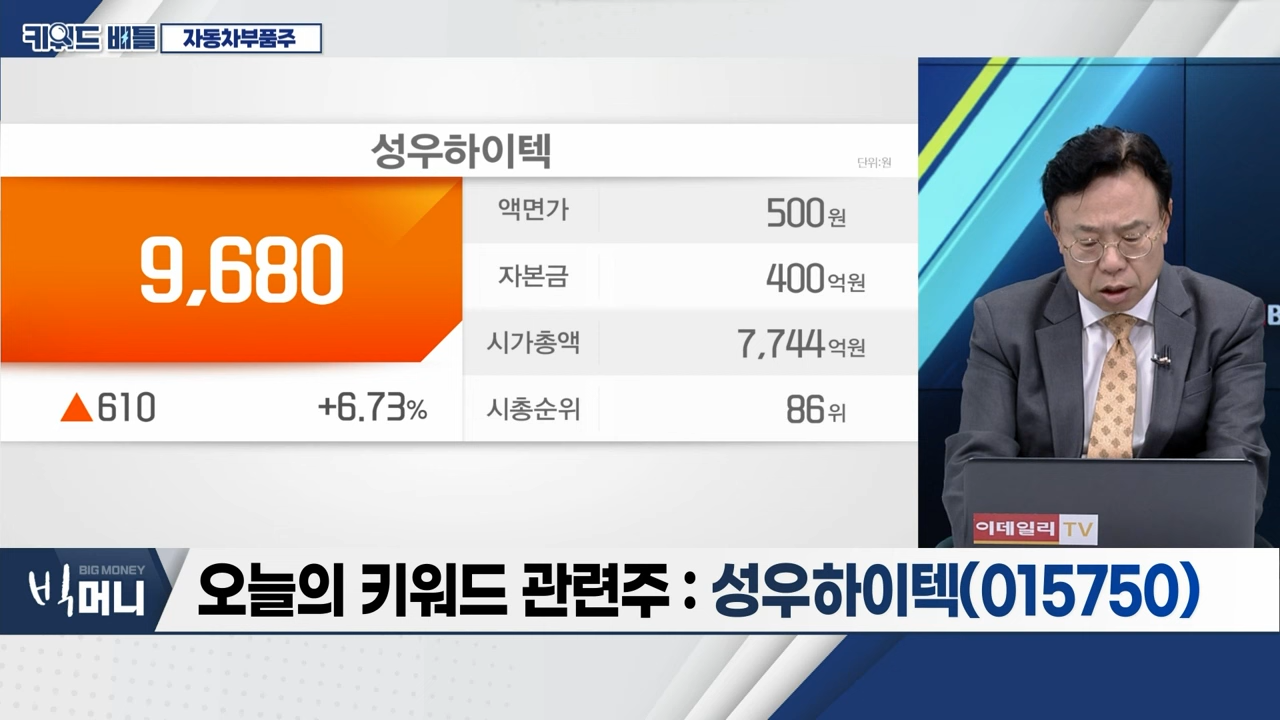 키워드 배틀 자동차부품주
성우하이텍
단위:원
9,680
▲610 +6.73%
액면가 500원
자본금 400억원
시가총액 7,744억원
시총순위 86위
B
이데일리 TV
BIG MONEY
빅머니
오늘의 키워드 관련주 : 성우하이텍(015750)